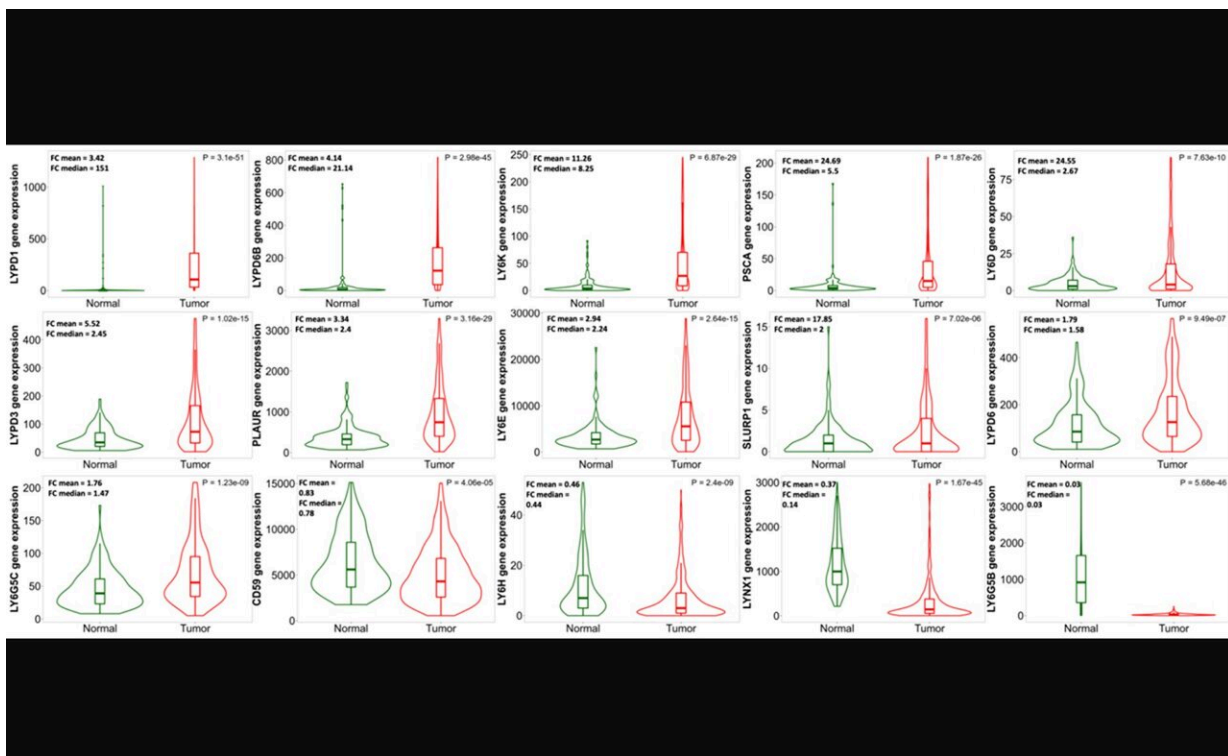 LYPD1 gene expression
FC mean = 3.42
FC median = 151
P = 3.1e-51
1000
500
0
Normal Tumor
LYPD6B gene expression
FC mean = 4.14
FC median = 21.14
P = 2.98e-45
800
600
400
200
0
Normal Tumor
LY6K gene expression
FC mean = 11.26
FC median = 8.25
P = 6.87e-29
250
200
150
100
50
0
Normal Tumor
PSCA gene expression
FC mean = 24.69
FC median = 5.5
P = 1.87e-26
200
150
100
50
0
Normal Tumor
LY6D gene expression
FC mean = 24.55
FC median = 2.67
P = 7.63e-10
75
50
25
0
Normal Tumor
LYPD3 gene expression
FC mean = 5.52
FC median = 2.45
P = 1.02e-15
400
300
200
100
0
Normal Tumor
PLAUR gene expression
FC mean = 3.34
FC median = 2.4
P = 3.16e-29
3000
2000
1000
0
Normal Tumor
LY6E gene expression
FC mean = 2.94
FC median = 2.24
P = 2.64e-15
30000
20000
10000
0
Normal Tumor
SLURP1 gene expression
FC mean = 17.85
FC median = 2
P = 7.02e-06
15
10
5
0
Normal Tumor
LYPD6 gene expression
FC mean = 1.79
FC median = 1.58
P = 9.49e-07
400
200
0
Normal Tumor
LY6G5C gene expression
FC mean = 1.76
FC median = 1.47
P = 1.23e-09
200
150
100
50
0
Normal Tumor
CD59 gene expression
FC mean =
0.83
FC median =
0.78
P = 4.06e-05
15000
10000
5000
0
Normal Tumor
LY6H gene expression
FC mean = 0.46
FC median =
0.44
P = 2.4e-09
40
20
0
Normal Tumor
LYNX1 gene expression
FC mean = 0.37
FC median =
0.14
P = 1.67e-45
3000
2000
1000
0
Normal Tumor
LY6G5B gene expression
FC mean = 0.03
FC median =
0.03
P = 5.68e-46
3000
2000
1000
0
Normal Tumor